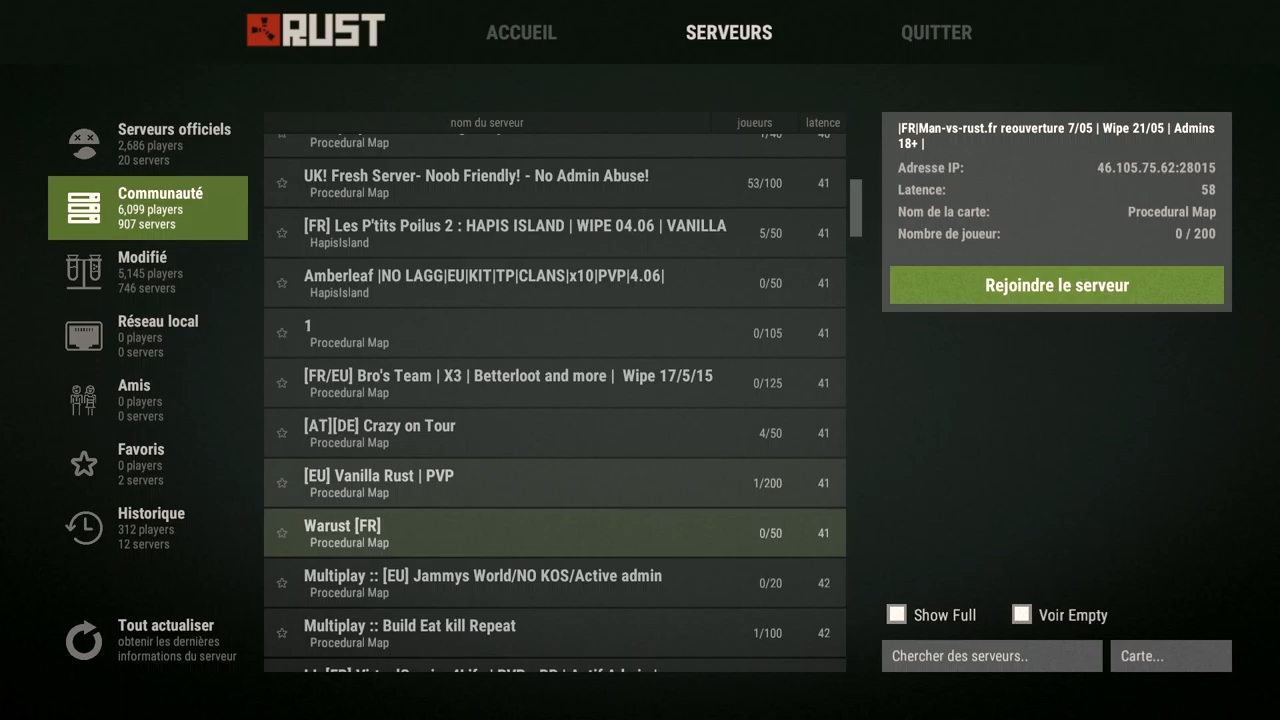 RUST
ACCUEIL
SERVEURS
QUITTER
Serveurs officiels
2,686 players
20 servers
Communauté
6,099 players
907 servers
Modifié
5,145 players
746 servers
Réseau local
0 players
0 servers
Amis
0 players
0 servers
Favoris
0 players
2 servers
Historique
312 players
12 servers
Tout actualiser
obtenir les dernières
informations du serveur
nom du serveur joueurs latence
Procedural Map
UK! Fresh Server- Noob Friendly! - No Admin Abuse! 53/100 41
Procedural Map
[FR] Les P'tits Poilus 2 : HAPIS ISLAND | WIPE 04.06 | VANILLA 5/50 41
HapisIsland
Amberleaf |NO LAGG|EU|KIT|TP|CLANS|x10|PVP|4.06| 0/50 41
HapisIsland
1 0/105 41
Procedural Map
[FR/EU] Bro's Team | X3 | Betterloot and more | Wipe 17/5/15 0/125 41
Procedural Map
[AT][DE] Crazy on Tour 4/50 41
Procedural Map
[EU] Vanilla Rust | PVP 1/200 41
Procedural Map
Warust [FR] 0/50 41
Procedural Map
Multiplay :: [EU] Jammys World/NO KOS/Active admin 0/20 42
Procedural Map
Multiplay :: Build Eat kill Repeat 1/100 42
Procedural Map
|FR|Man-vs-rust.fr reouverture 7/05 | Wipe 21/05 | Admins
18+ |
Adresse IP: 46.105.75.62:28015
Latence: 58
Nom de la carte: Procedural Map
Nombre de joueur: 0 / 200
Rejoindre le serveur
Show Full
Voir Empty
Chercher des serveurs..
Carte...